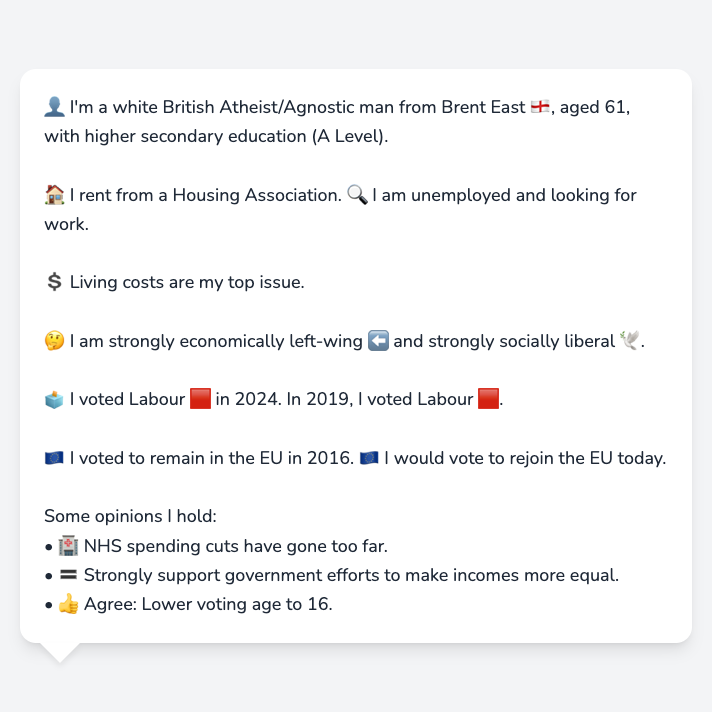 👤 I'm a white British Atheist/Agnostic man from Brent East 🏴󠁧󠁢󠁥󠁮󠁧󠁿, aged 61,
with higher secondary education (A Level).
🏠 I rent from a Housing Association. 🔍 I am unemployed and looking for
work.
💲 Living costs are my top issue.
🤔 I am strongly economically left-wing ⬅️ and strongly socially liberal 🕊️.
🗳️ I voted Labour 🟥 in 2024. In 2019, I voted Labour 🟥.
🇪🇺 I voted to remain in the EU in 2016. 🇪🇺 I would vote to rejoin the EU today.
Some opinions I hold:
• 🏥 NHS spending cuts have gone too far.
• 🟰 Strongly support government efforts to make incomes more equal.
• 👍 Agree: Lower voting age to 16.